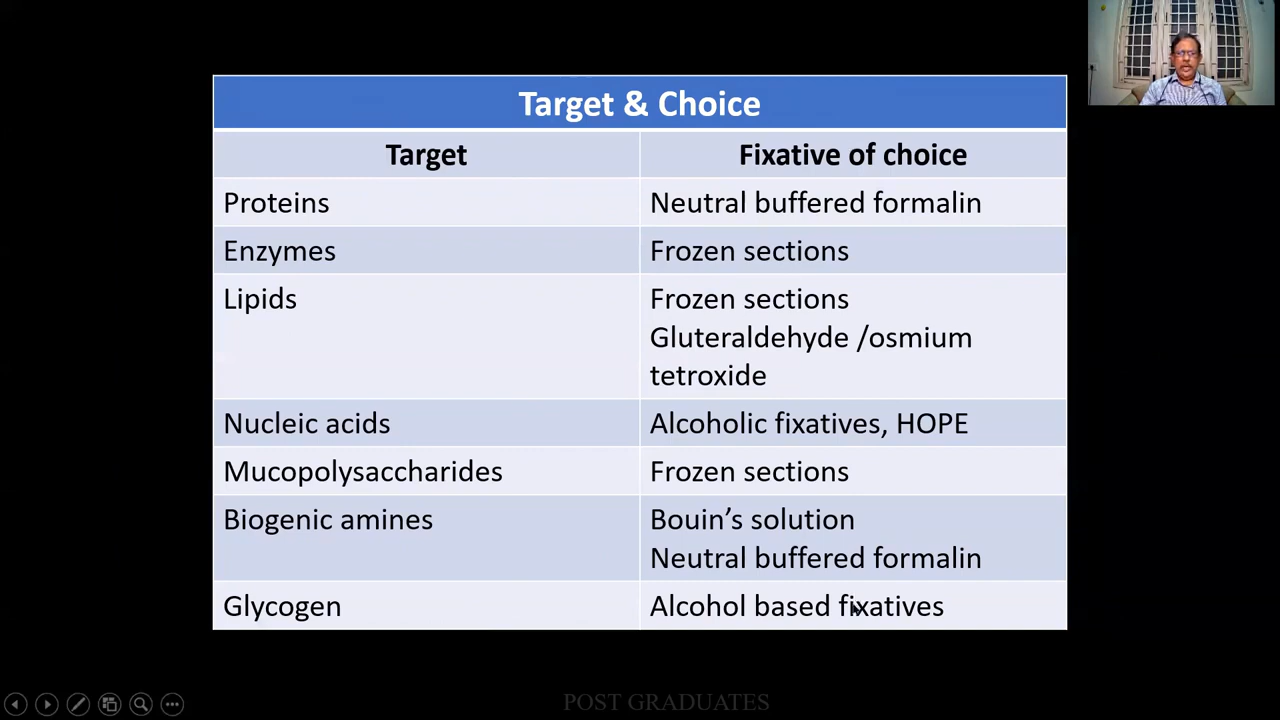 Target & Choice
Target
Fixative of choice
Proteins
Neutral buffered formalin
Enzymes
Frozen sections
Lipids
Frozen sections
Gluteraldehyde /osmium
tetroxide
Nucleic acids
Alcoholic fixatives, HOPE
Mucopolysaccharides
Frozen sections
Biogenic amines
Bouin’s solution
Neutral buffered formalin
Glycogen
Alcohol based fixatives
POST GRADUATES